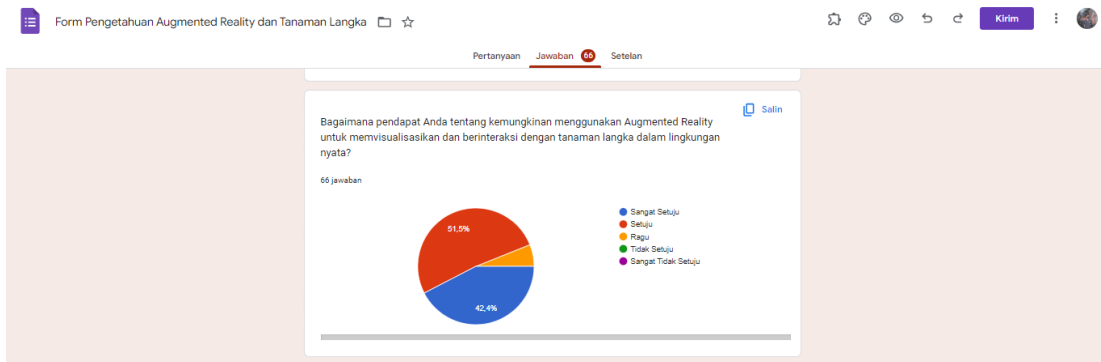 Form Pengetahuan Augmented Reality dan Tanaman Langka
Kirim
Pertanyaan Jawaban 66 Setelan
Salin
Bagaimana pendapat Anda tentang kemungkinan menggunakan Augmented Reality
untuk memvisualisasikan dan berinteraksi dengan tanaman langka dalam lingkungan
nyata?
66 jawaban
51,5%
42,4%
Sangat Setuju
Setuju
Ragu
Tidak Setuju
Sangat Tidak Setuju